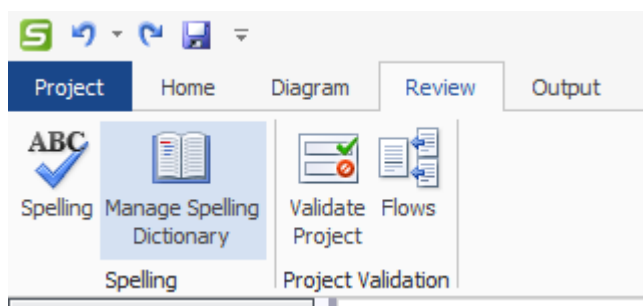 S
Project Home Diagram Review Output
ABC
Spelling Manage Spelling Dictionary Validate Project Flows
Spelling Project Validation